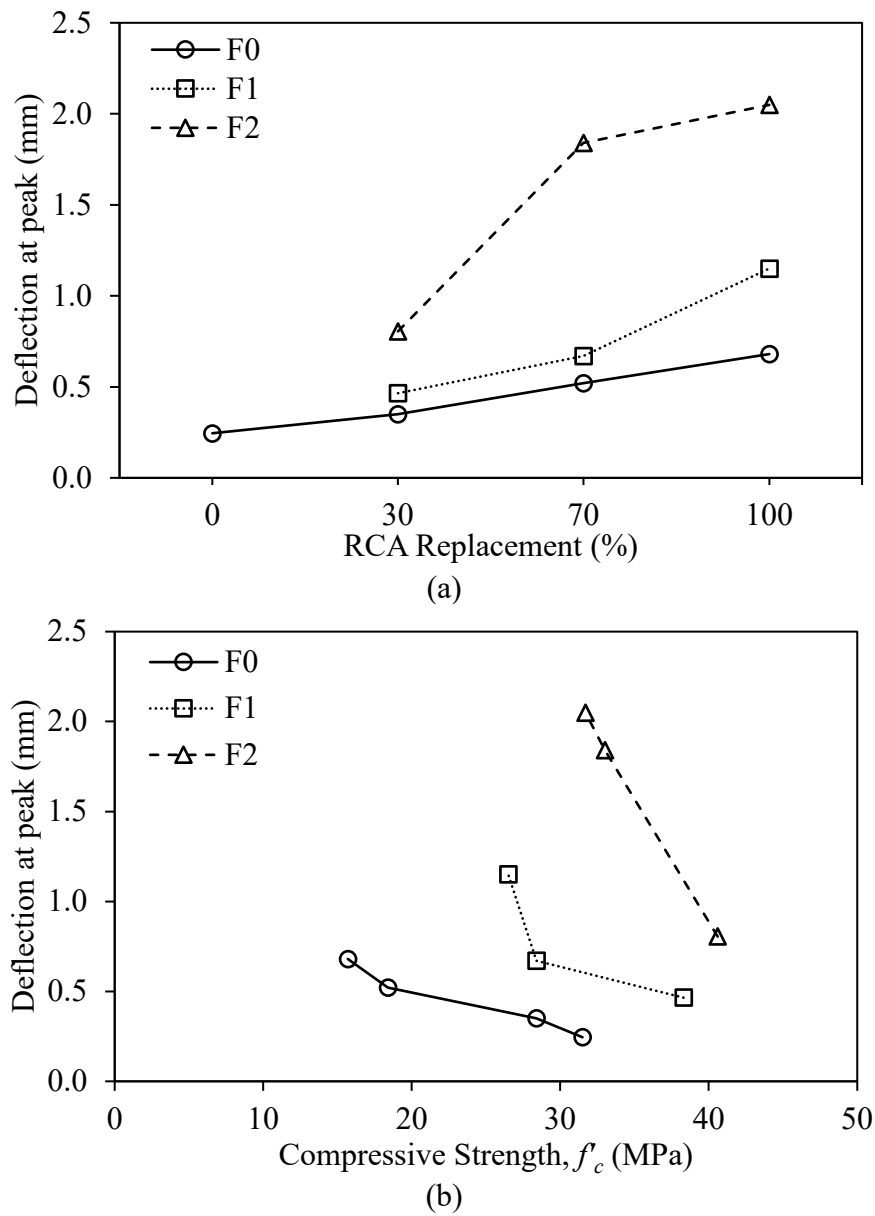 2.5
2.0
1.5
1.0
0.5
0.0
Deflection at peak (mm)
F0
F1
F2
0 30 70 100
RCA Replacement (%)
(a)
2.5
2.0
1.5
1.0
0.5
0.0
Deflection at peak (mm)
F0
F1
F2
0 10 20 30 40 50
Compressive Strength, f'c (MPa)
(b)